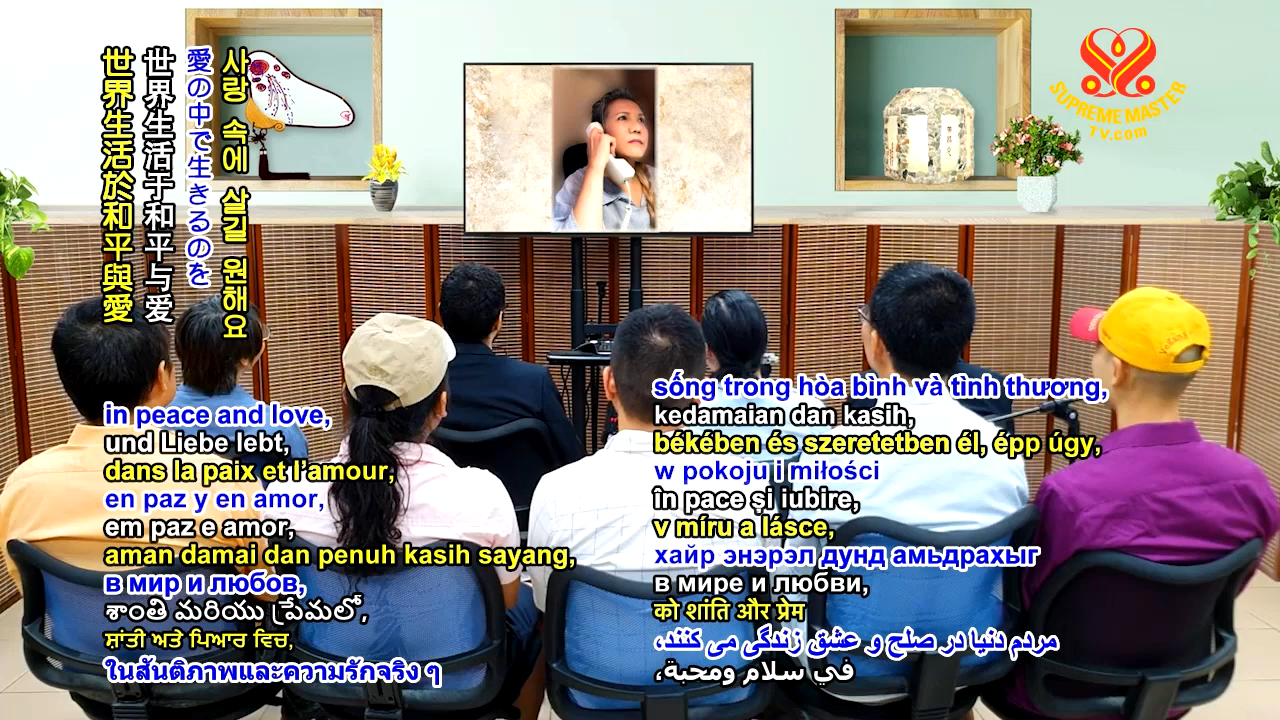 世界生活於和平與愛
世界生活于和平与爱
愛の中で生きるのを
사랑 속에 살길 원해요
SUPREME MASTER
TV.com
in peace and love,
und Liebe lebt,
dans la paix et l'amour,
en paz y en amor,
em paz e amor,
aman damai dan penuh kasih sayang,
в мир и любов,
శాంతి మరియు ప్రేమలో,
ਸ਼ਾਂਤੀ ਅਤੇ ਪਿਆਰ ਵਿਚ,
ในสันติภาพและความรักจริง ๆ
sống trong hòa bình và tình thương,
kedamaian dan kasih,
békében és szeretetben él, épp úgy,
w pokoju i miłości
în pace și iubire,
v míru a lásce,
хайр энэрэл дунд амьдрахыг
в мире и любви,
को शांति और प्रेम
مردم دنیا در صلح و عشق زندگی می کنند،
في سلام ومحبة،